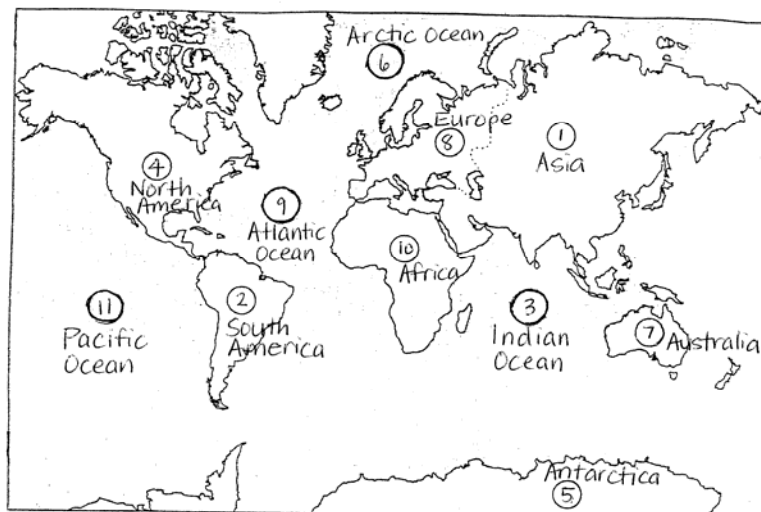 Arctic Ocean
6
Europe
8
1
Asia
4
North
America
9
Atlantic
Ocean
10
Africa
11
Pacific
Ocean
2
South
America
3
Indian
Ocean
7
Australia
Antarctica
5